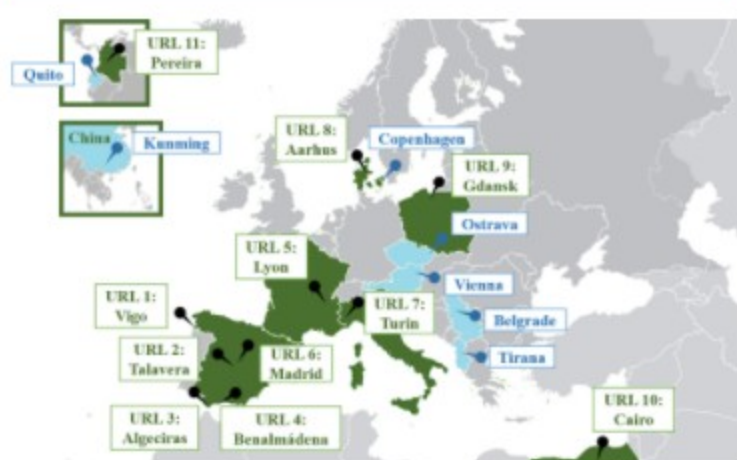 URL 11:
Pereira
Quito
China
Kunming
URL 8:
Aarhus
Copenhagen
URL 9:
Gdansk
Ostrava
URL 5:
Lyon
Vienna
URL 1:
Vigo
URL 7:
Turin
Belgrade
URL 2:
Talavera
URL 6:
Madrid
Tirana
URL 3:
Algeciras
URL 4:
Benalmádena
URL 10:
Cairo